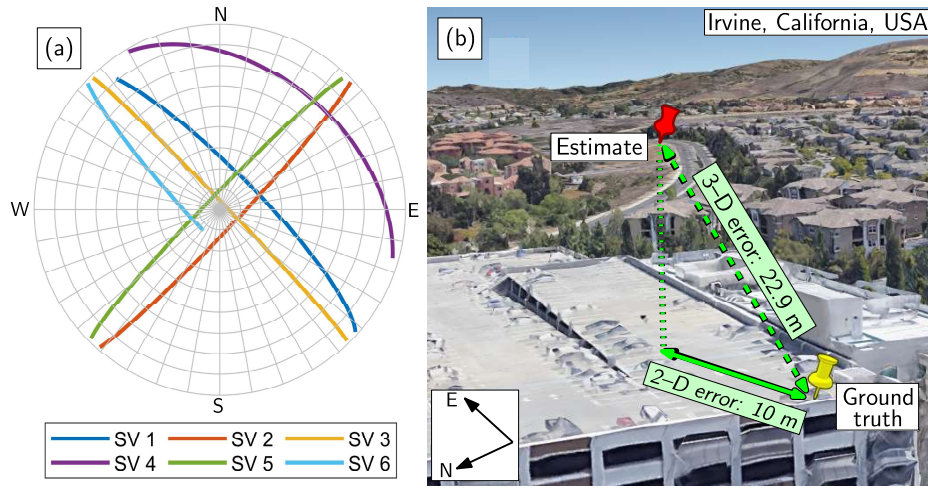 (a)
N
W
E
S
SV 1
SV 2
SV 3
SV 4
SV 5
SV 6
(b)
Irvine, California, USA
Estimate
3-D error: 22.9 m
2-D error: 10 m
Ground
truth
E
N